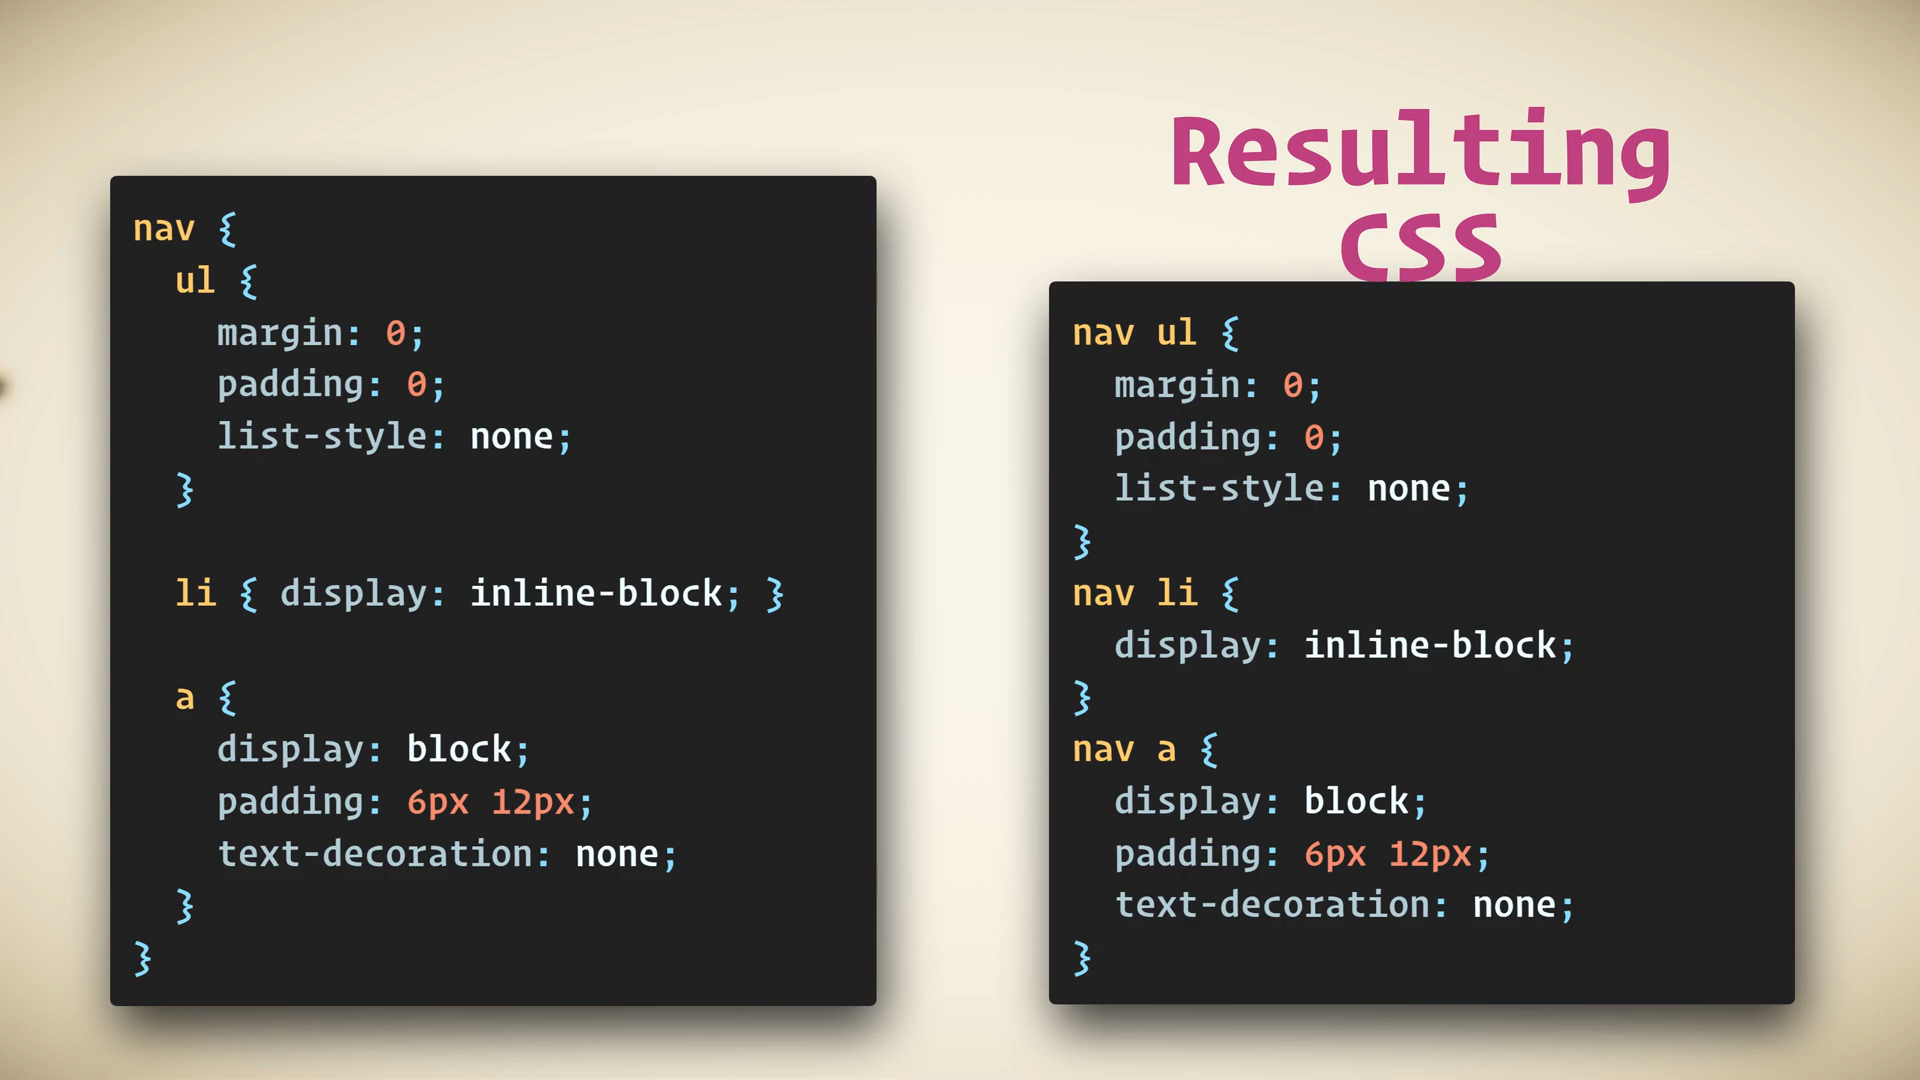 nav {
  ul {
    margin: 0;
    padding: 0;
    list-style: none;
  }

  li { display: inline-block; }

  a {
    display: block;
    padding: 6px 12px;
    text-decoration: none;
  }
}
Resulting
CSS
nav ul {
  margin: 0;
  padding: 0;
  list-style: none;
}
nav li {
  display: inline-block;
}
nav a {
  display: block;
  padding: 6px 12px;
  text-decoration: none;
}